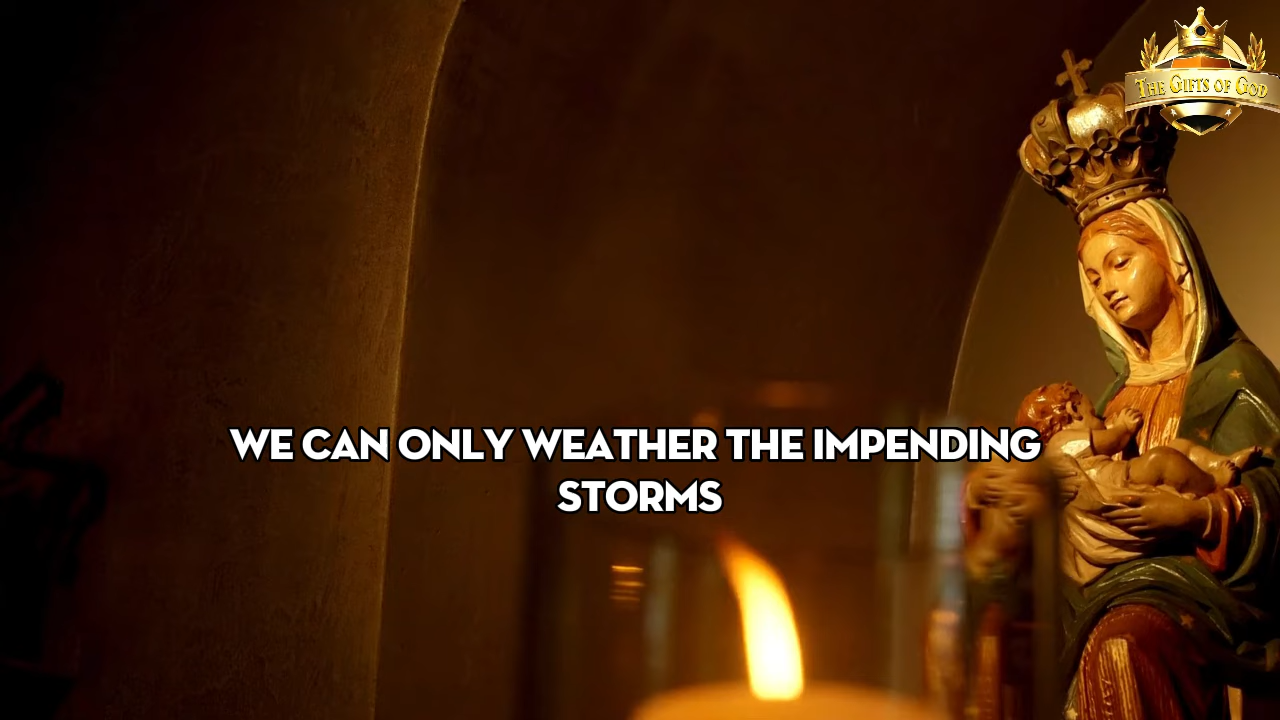 THE GIFTS OF GOD
WE CAN ONLY WEATHER THE IMPENDING
STORMS